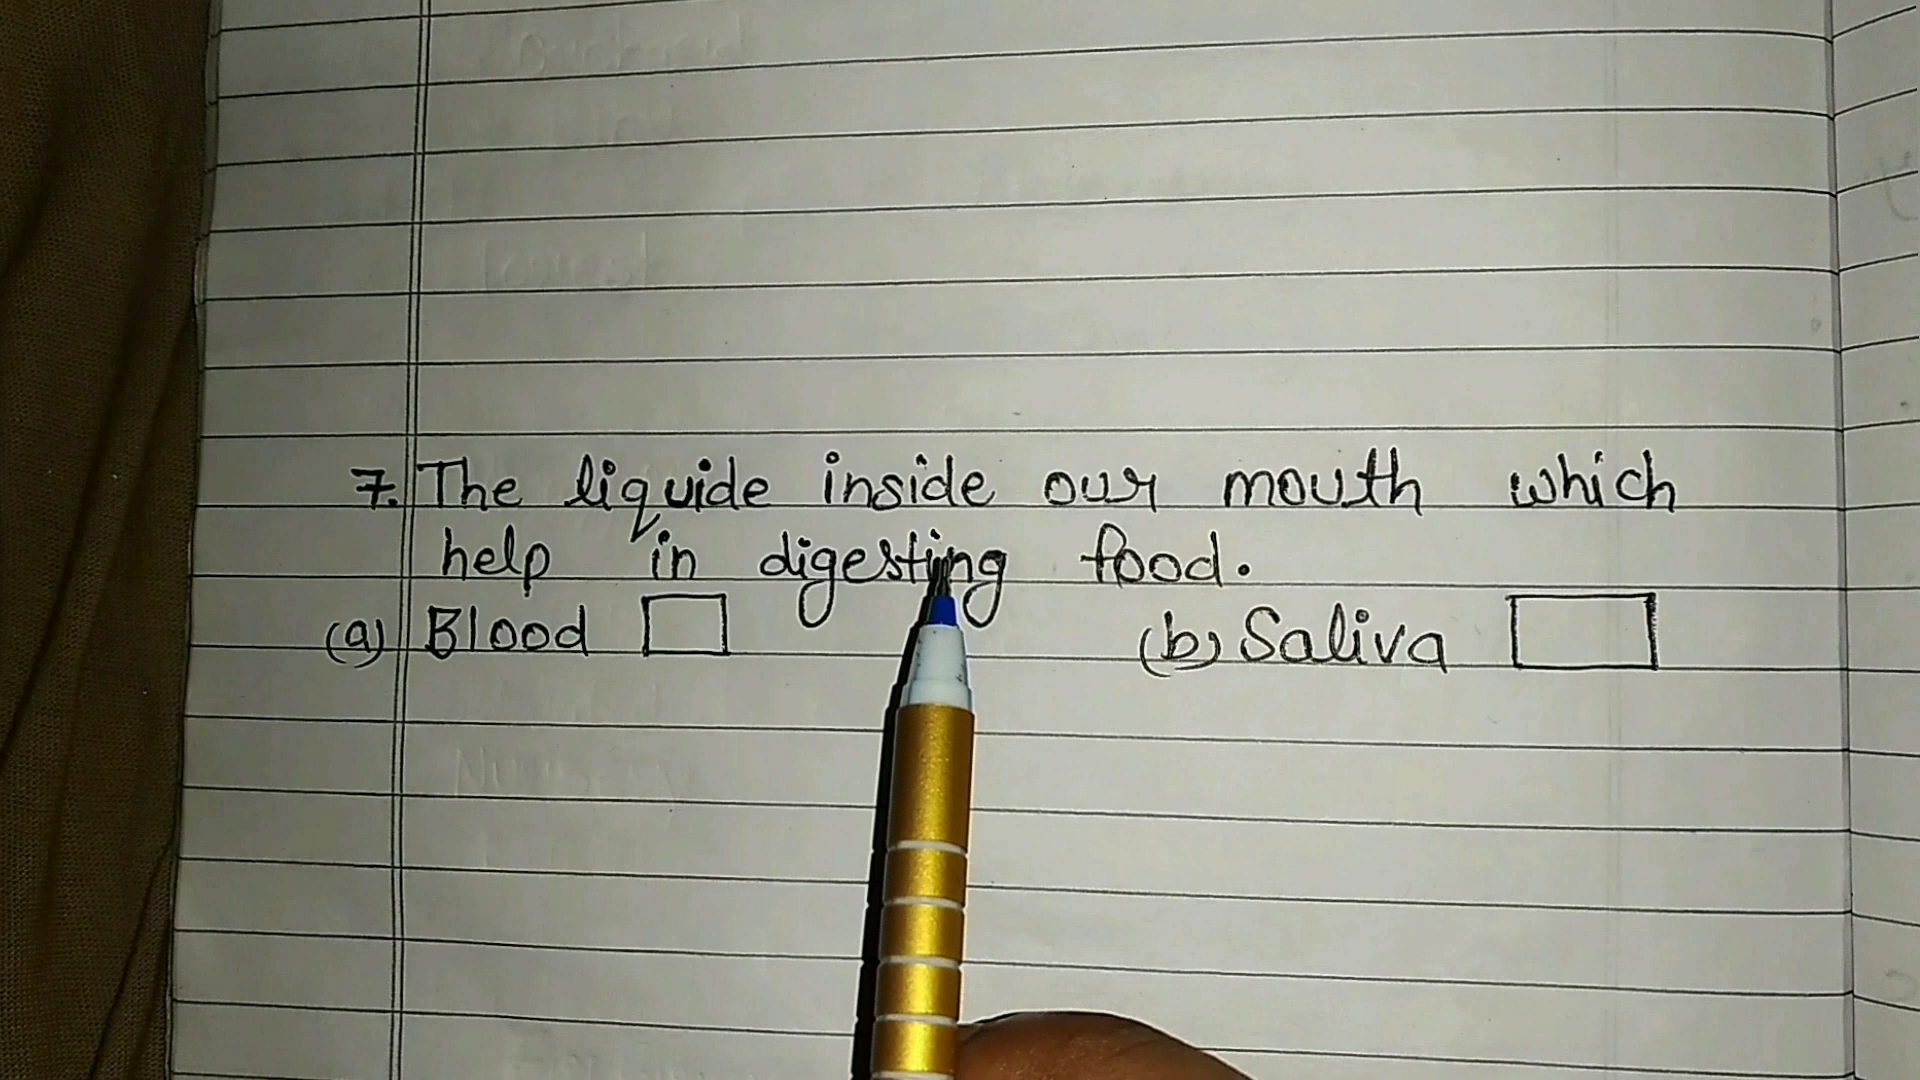 7. The liquide inside our mouth which
help in digesting food.
(a) Blood (b) Saliva